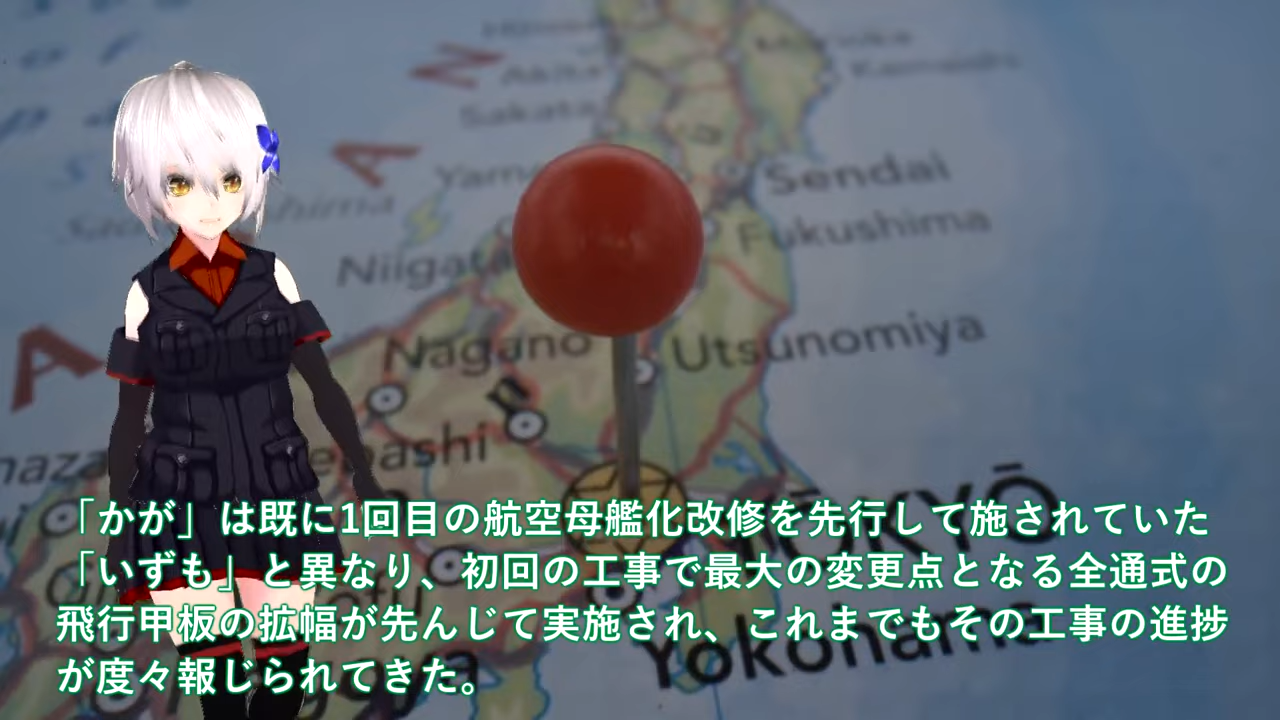 Akita
Sakata
Sendai
Fukushima
Niigata
Nagano
Utsunomiya
TŌKYŌ
Yokohama
「かが」は既に1回目の航空母艦化改修を先行して施されていた
「いずも」と異なり、初回の工事で最大の変更点となる全通式の
飛行甲板の拡幅が先んじて実施され、これまでもその工事の進捗
が度々報じられてきた。